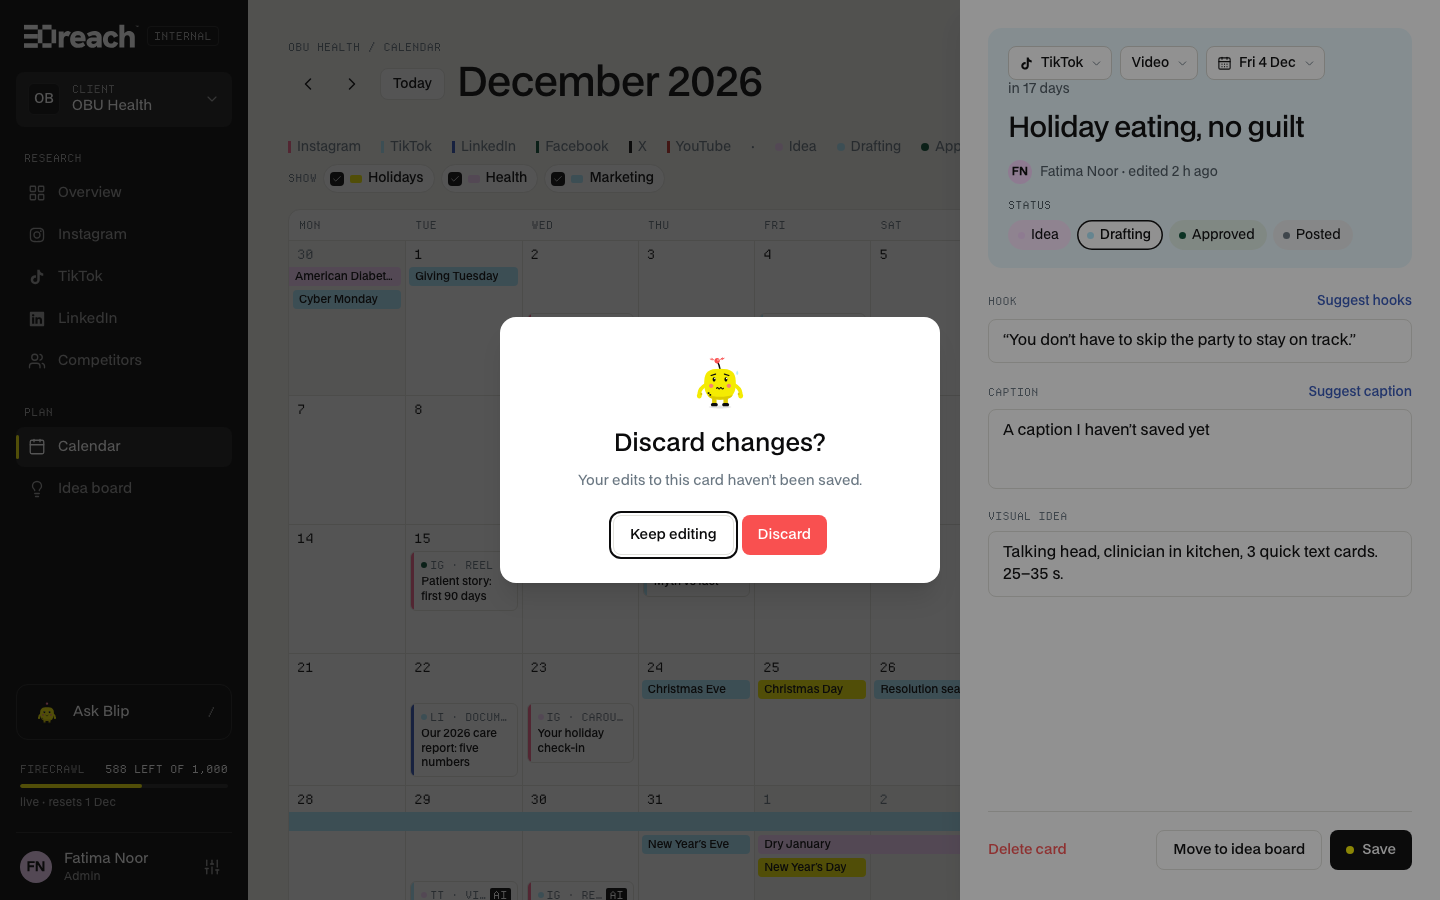 reach INTERNAL
OB
CLIENT
OBU Health
RESEARCH
Overview
Instagram
TikTok
LinkedIn
Competitors
PLAN
Calendar
Idea board
Ask Blip /
FIRECRAWL 588 LEFT OF 1,000
live · resets 1 Dec
FN
Fatima Noor
Admin
OBU HEALTH / CALENDAR
Today
December 2026
Instagram TikTok LinkedIn Facebook X YouTube · Idea Drafting App
SHOW Holidays Health Marketing
MON TUE WED THU FRI SAT
30 1 2 3 4 5
American Diabet… Giving Tuesday
Cyber Monday
7 8
14 15
IG · REEL
Patient story:
first 90 days
21 22 23 24 25 26
Christmas Eve Christmas Day Resolution sea
LI · DOCUM… IG · CAROU…
Our 2026 care
report: five
numbers
Your holiday
check-in
28 29 30 31 1 2
New Year's Eve Dry January
New Year's Day
TT · VI… AI IG · RE… AI
Discard changes?
Your edits to this card haven't been saved.
Keep editing Discard
TikTok Video Fri 4 Dec
in 17 days
Holiday eating, no guilt
FN Fatima Noor · edited 2 h ago
STATUS
Idea Drafting Approved Posted
HOOK Suggest hooks
“You don't have to skip the party to stay on track.”
CAPTION Suggest caption
A caption I haven't saved yet
VISUAL IDEA
Talking head, clinician in kitchen, 3 quick text cards.
25–35 s.
Delete card Move to idea board Save